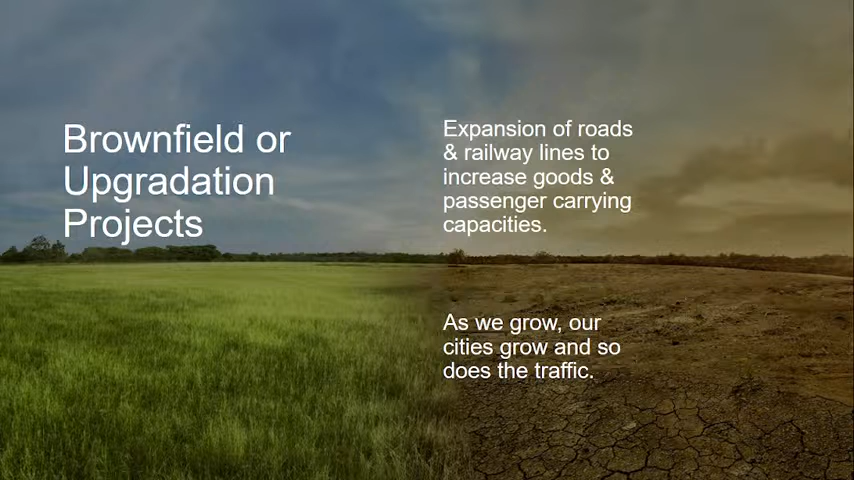 Brownfield or
Upgradation
Projects
Expansion of roads
& railway lines to
increase goods &
passenger carrying
capacities.
As we grow, our
cities grow and so
does the traffic.